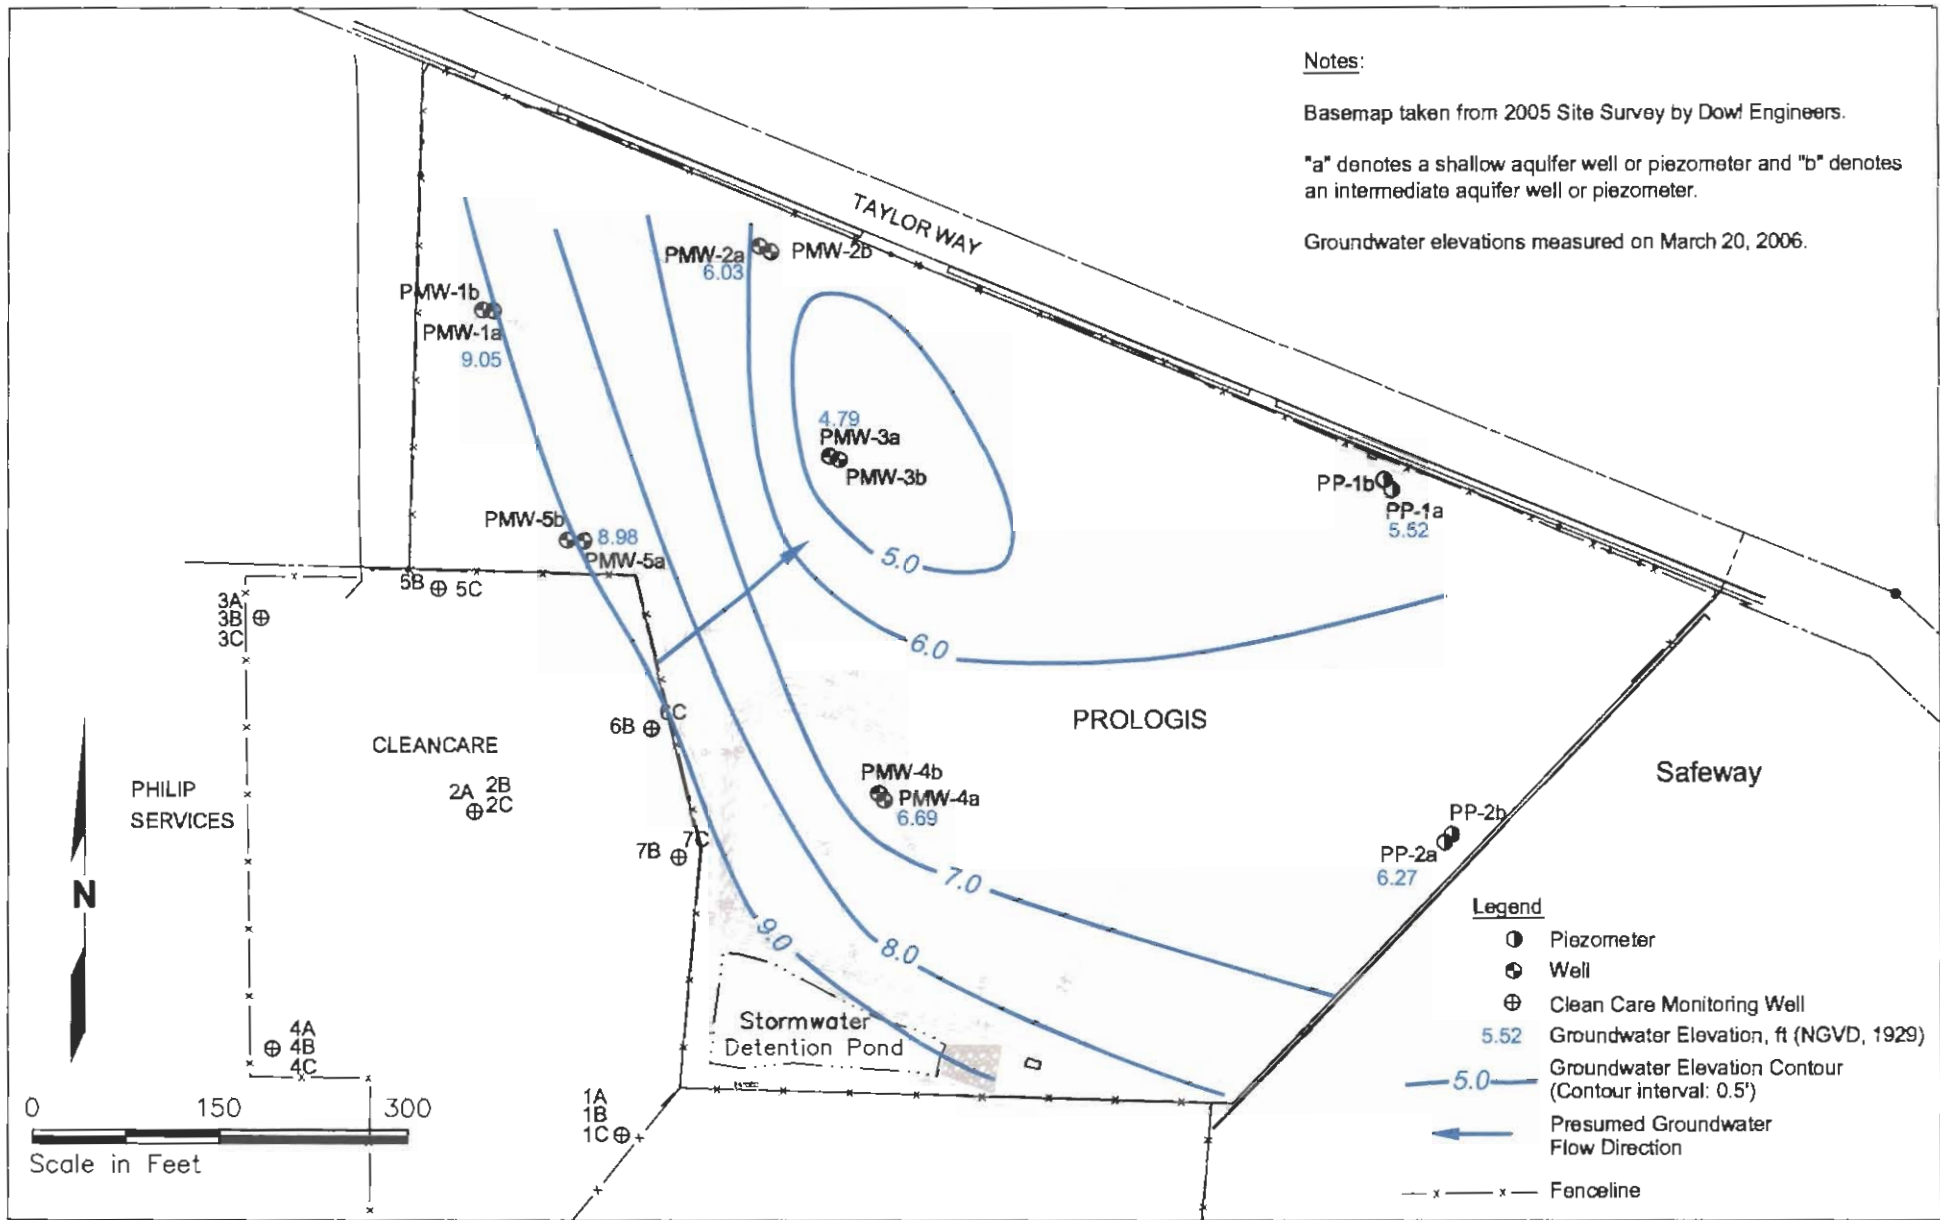 Notes:
Basemap taken from 2005 Site Survey by Dowl Engineers.
"a" denotes a shallow aquifer well or piezometer and "b" denotes
an intermediate aquifer well or piezometer.
Groundwater elevations measured on March 20, 2006.
TAYLOR WAY
PMW-2a
PMW-2b
6.03
PMW-1b
PMW-1a
9.05
4.79
PMW-3a
PMW-3b
PP-1b
PP-1a
5.52
PMW-5b
8.98
PMW-5a
5.0
5B
5C
3A
3B
3C
6.0
6B
6C
PROLOGIS
CLEANCARE
Safeway
PHILIP
SERVICES
2A
2B
2C
PMW-4b
PMW-4a
6.69
PP-2b
PP-2a
6.27
7B
7C
7.0
N
9.0
8.0
Stormwater
Detention Pond
4A
4B
4C
1A
1B
1C
0 150 300
Scale in Feet
Legend
Piezometer
Well
Clean Care Monitoring Well
5.52 Groundwater Elevation, ft (NGVD, 1929)
5.0 Groundwater Elevation Contour
(Contour interval: 0.5')
Presumed Groundwater
Flow Direction
Fenceline